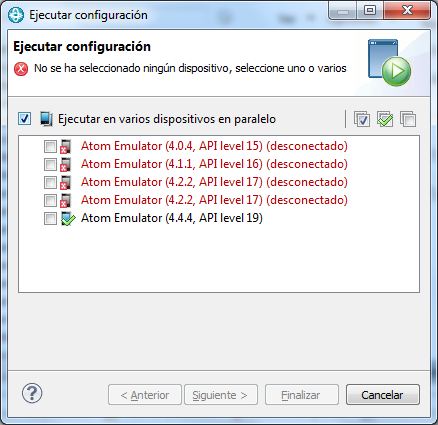 Ejecutar configuración
Ejecutar configuración
No se ha seleccionado ningún dispositivo, seleccione uno o varios
Ejecutar en varios dispositivos en paralelo
Atom Emulator (4.0.4, API level 15) (desconectado)
Atom Emulator (4.1.1, API level 16) (desconectado)
Atom Emulator (4.2.2, API level 17) (desconectado)
Atom Emulator (4.2.2, API level 17) (desconectado)
Atom Emulator (4.4.4, API level 19)
? < Anterior Siguiente > Finalizar Cancelar